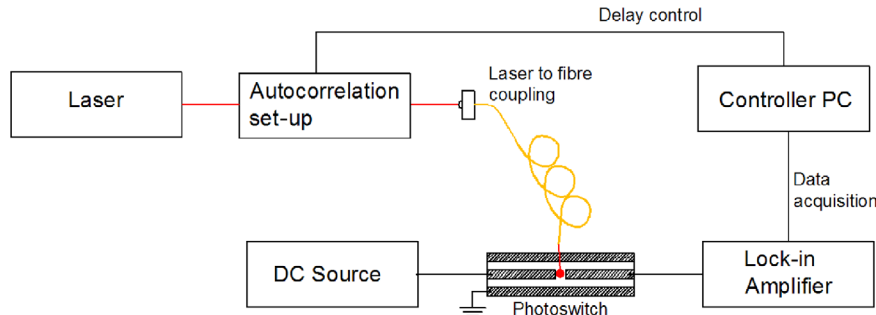 Delay control
Laser
Autocorrelation
set-up
Laser to fibre
coupling
Controller PC
Data
acquisition
DC Source
Photoswitch
Lock-in
Amplifier